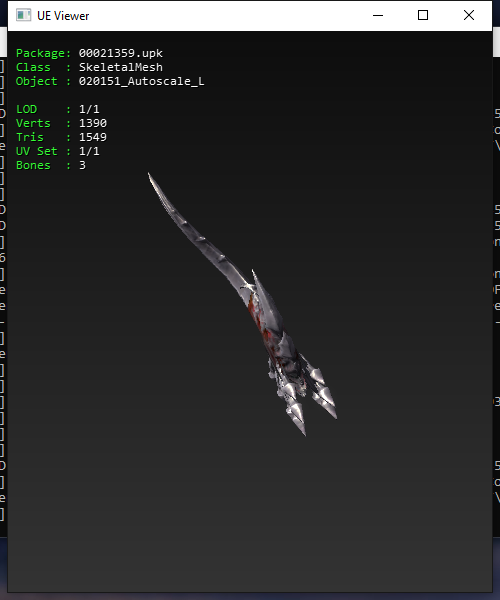 UE Viewer
Package: 00021359.upk
Class : SkeletalMesh
Object : 020151_Autoscale_L
LOD : 1/1
Verts : 1390
Tris : 1549
UV Set : 1/1
Bones : 3